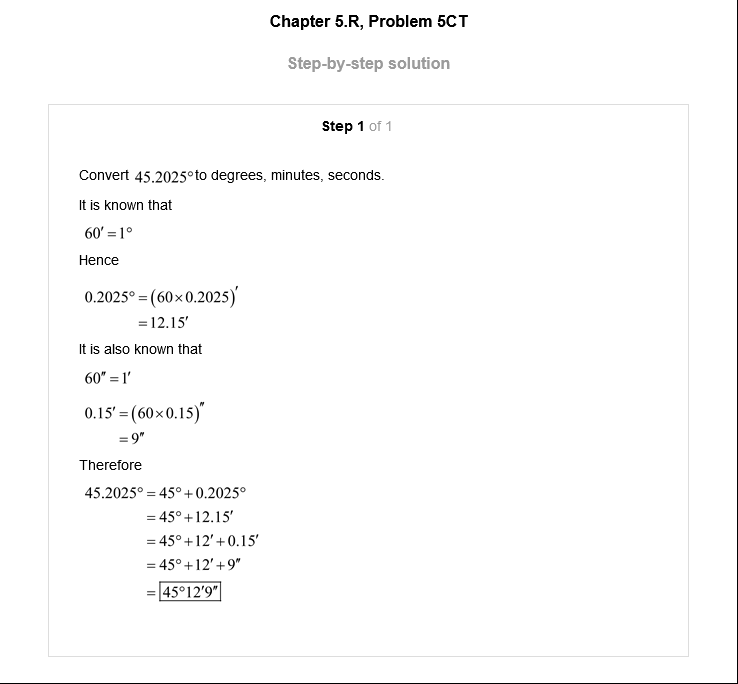 Chapter 5.R, Problem 5CT
Step-by-step solution
Step 1 of 1
Convert 45.2025° to degrees, minutes, seconds.
It is known that
60′ = 1°
Hence
0.2025° = (60×0.2025)′
= 12.15′
It is also known that
60″ = 1′
0.15′ = (60×0.15)″
= 9″
Therefore
45.2025° = 45° + 0.2025°
= 45° + 12.15′
= 45° + 12′ + 0.15′
= 45° + 12′ + 9″
= 45°12′9″